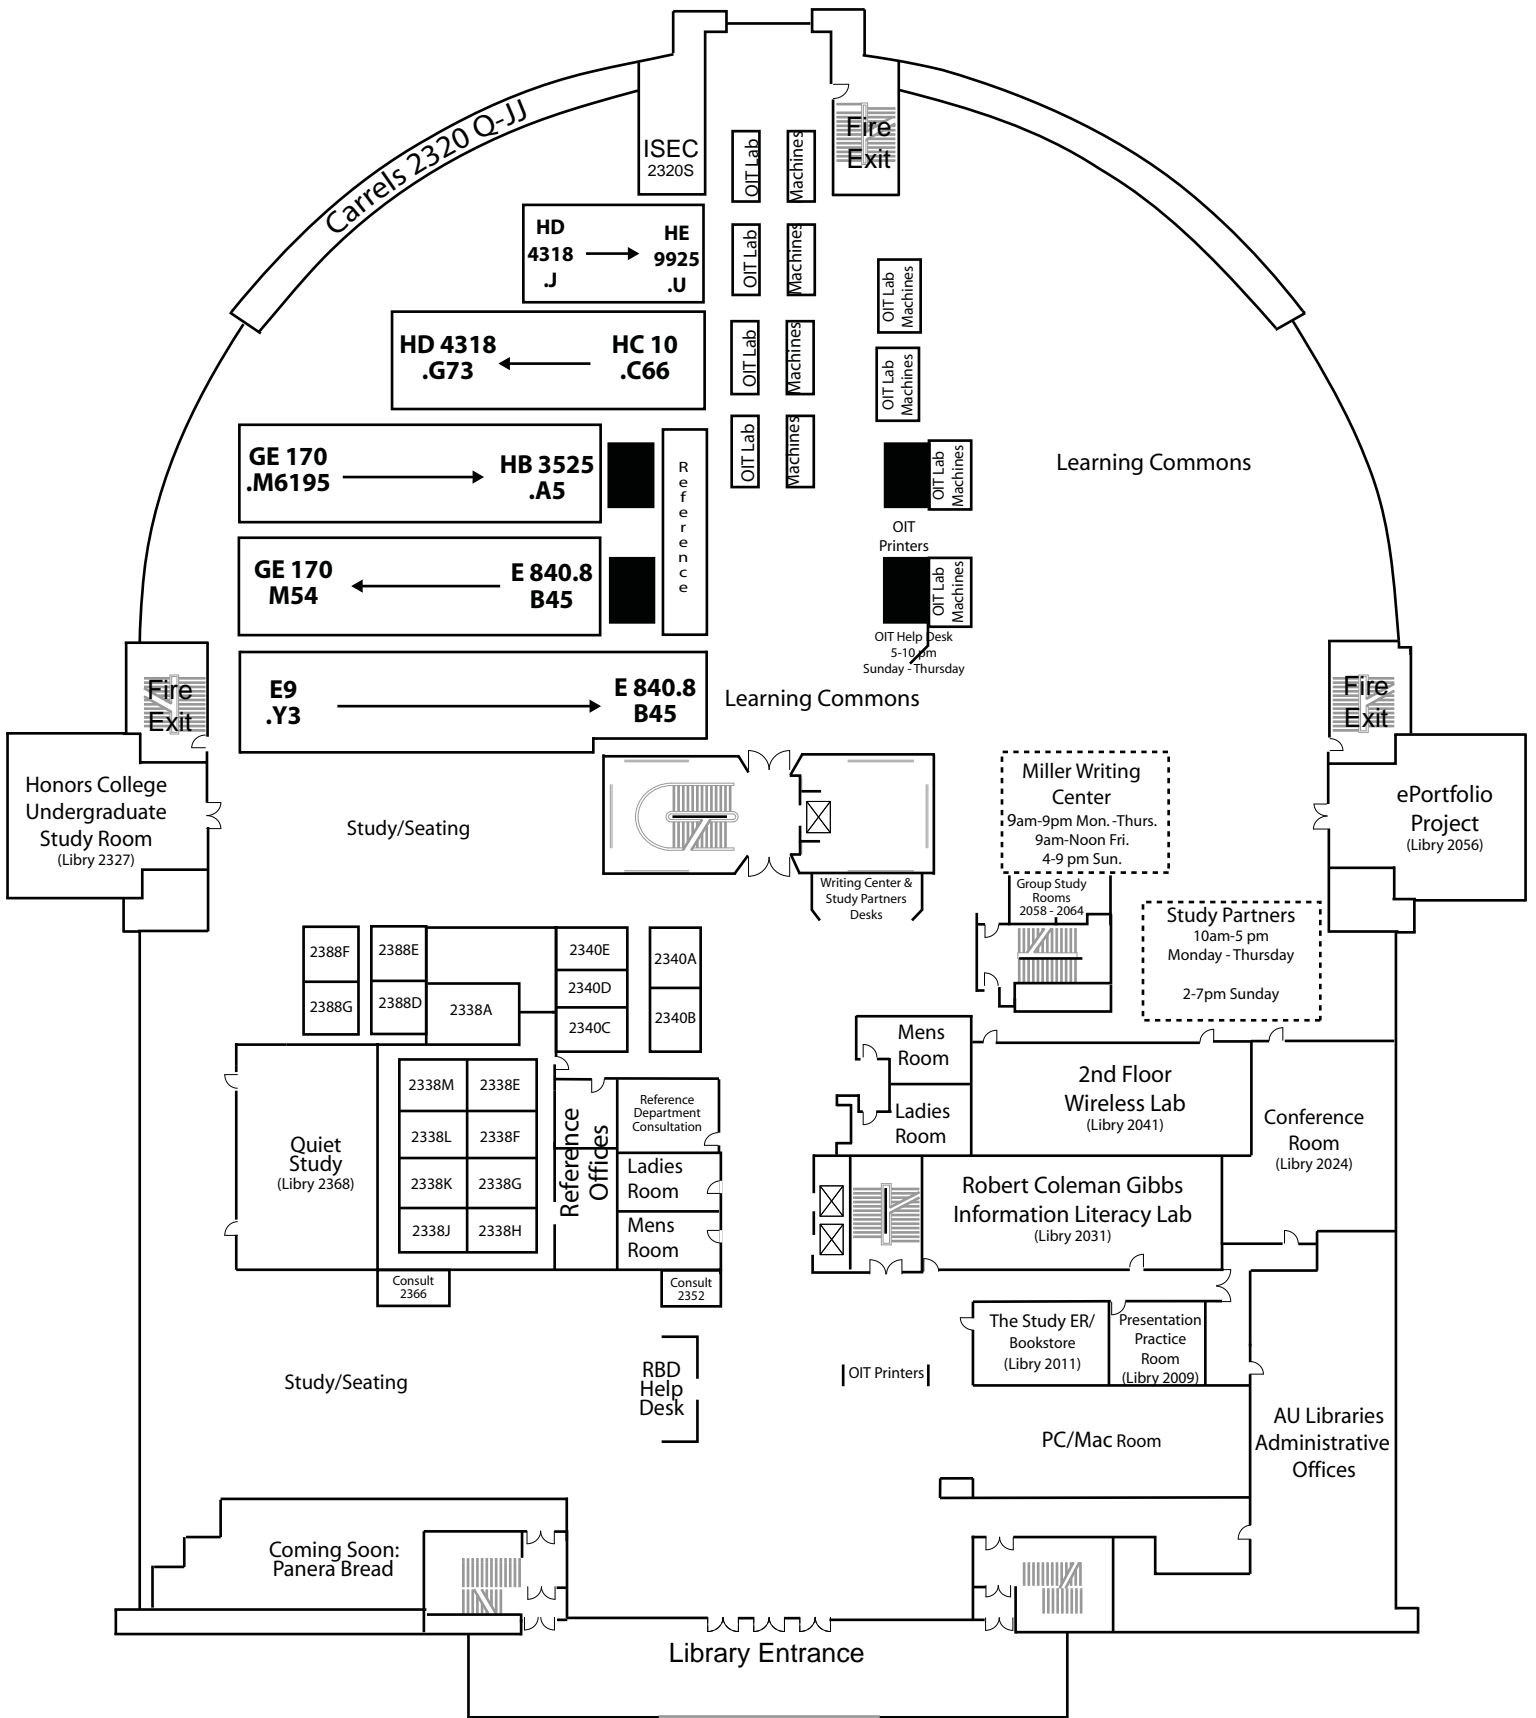 Carrels 2320 Q-JJ
ISEC
2320S
Fire
Exit
OIT Lab
Machines
OIT Lab
Machines
OIT Lab
Machines
OIT Lab
Machines
OIT Lab
Machines
OIT Lab
Machines
HD
4318
.J
HE
9925
.U
HD 4318
.G73
HC 10
.C66
GE 170
.M6195
HB 3525
.A5
Reference
OIT Lab
Machines
OIT
Printers
Learning Commons
GE 170
M54
E 840.8
B45
OIT Lab
Machines
OIT Help Desk
5-10 pm
Sunday - Thursday
E9
.Y3
E 840.8
B45
Learning Commons
Fire
Exit
Fire
Exit
Honors College
Undergraduate
Study Room
(Libry 2327)
Study/Seating
Miller Writing
Center
9am-9pm Mon. -Thurs.
9am-Noon Fri.
4-9 pm Sun.
ePortfolio
Project
(Libry 2056)
Writing Center &
Study Partners
Desks
Group Study
Rooms
2058 - 2064
Study Partners
10am-5 pm
Monday - Thursday
2-7pm Sunday
2388F
2388G
2388E
2388D
2338A
2340E
2340D
2340C
2340A
2340B
Mens
Room
Ladies
Room
2nd Floor
Wireless Lab
(Libry 2041)
Conference
Room
(Libry 2024)
Quiet
Study
(Libry 2368)
2338M
2338E
2338L
2338F
2338K
2338G
2338J
2338H
Reference
Offices
Reference
Department
Consultation
Ladies
Room
Mens
Room
Robert Coleman Gibbs
Information Literacy Lab
(Libry 2031)
Consult
2366
Consult
2352
The Study ER/
Bookstore
(Libry 2011)
Presentation
Practice
Room
(Libry 2009)
Study/Seating
RBD
Help
Desk
OIT Printers
PC/Mac Room
AU Libraries
Administrative
Offices
Coming Soon:
Panera Bread
Library Entrance